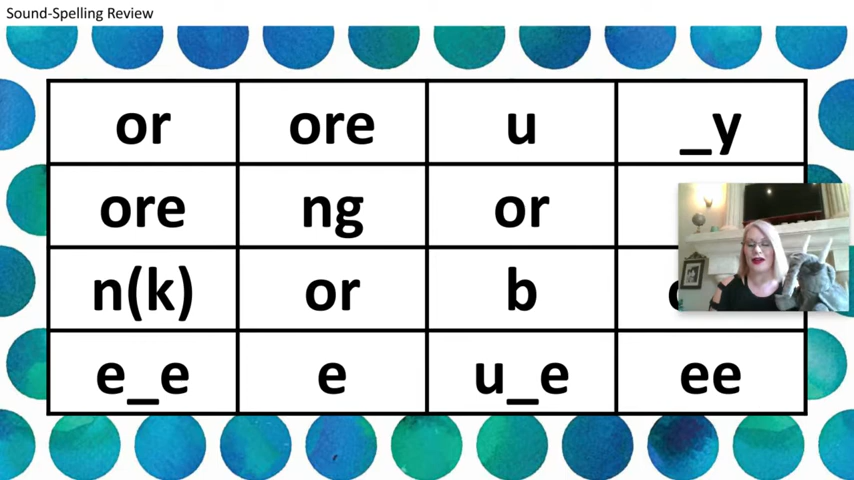 Sound-Spelling Review
or ore u _y
ore ng or
n(k) or b
e_e e u_e ee